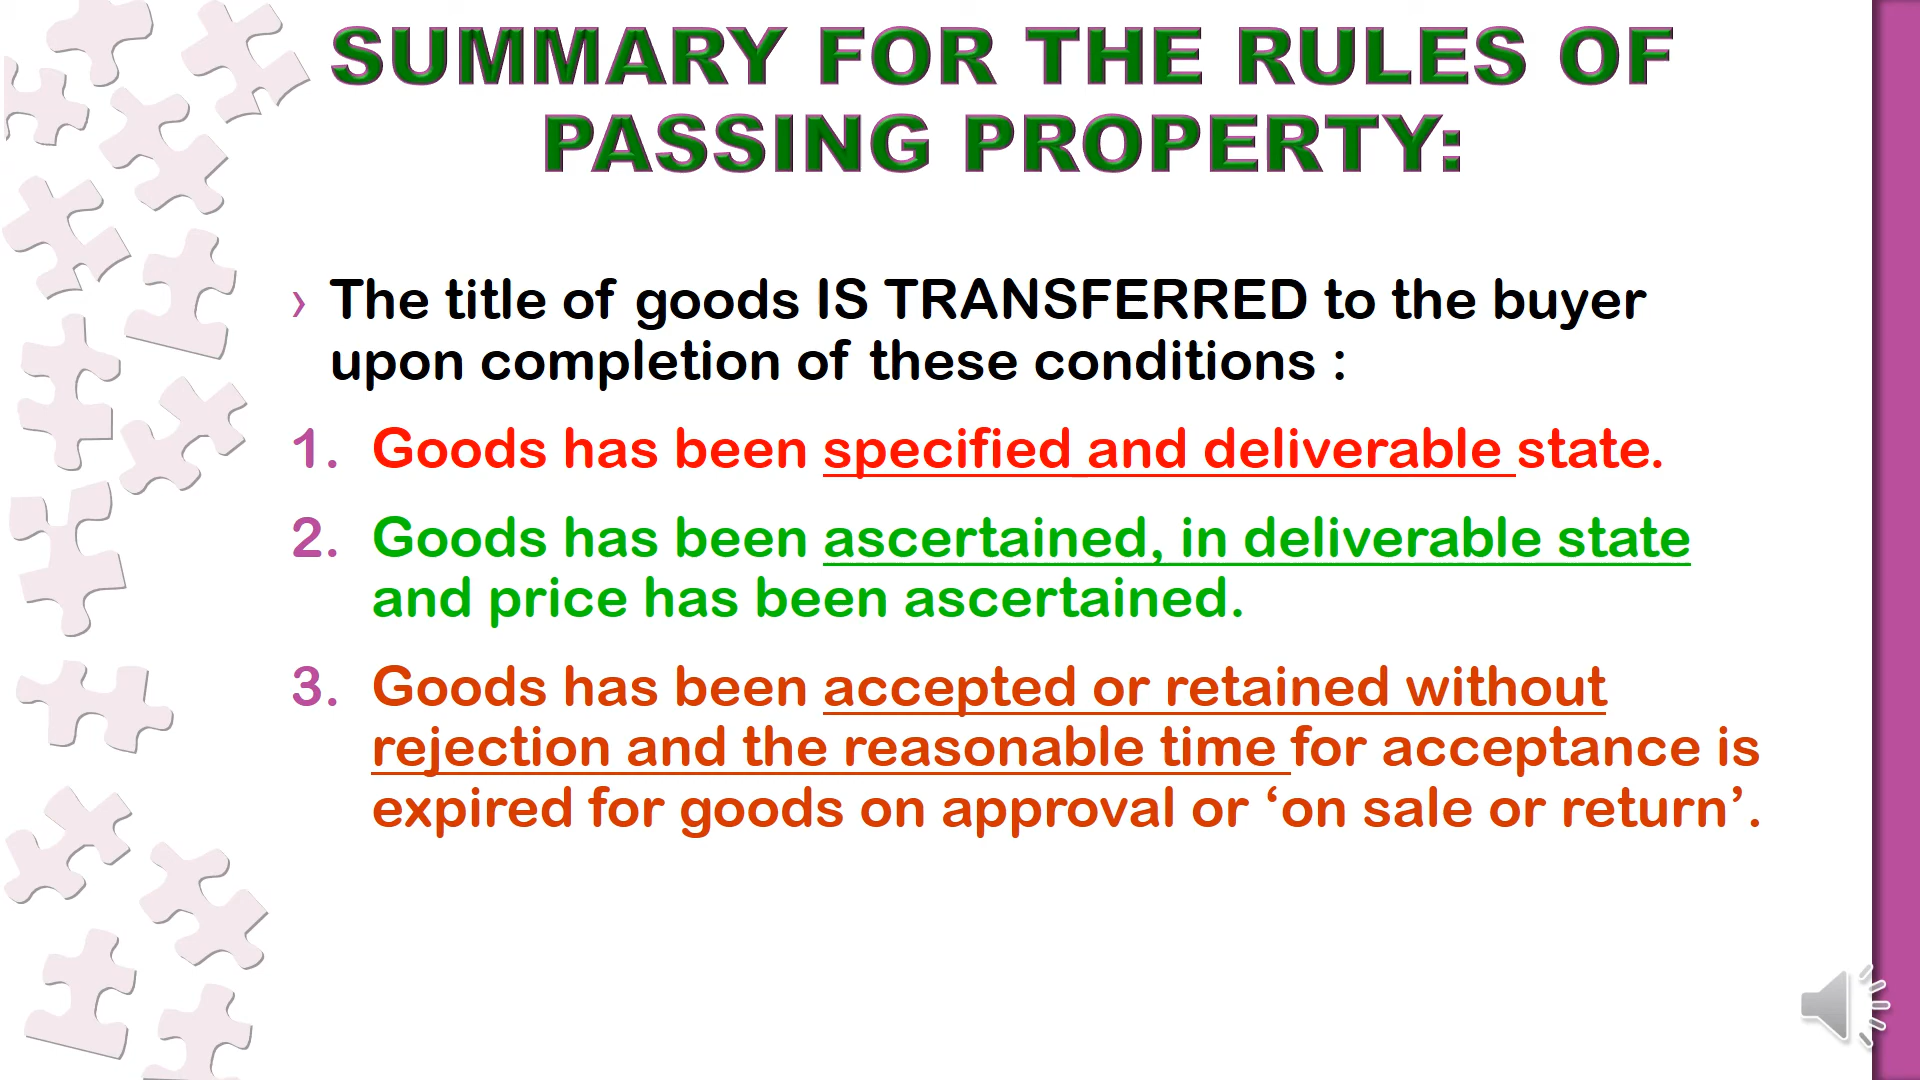 SUMMARY FOR THE RULES OF
PASSING PROPERTY:
› The title of goods IS TRANSFERRED to the buyer
upon completion of these conditions :
1. Goods has been specified and deliverable state.
2. Goods has been ascertained, in deliverable state
and price has been ascertained.
3. Goods has been accepted or retained without
rejection and the reasonable time for acceptance is
expired for goods on approval or ‘on sale or return’.